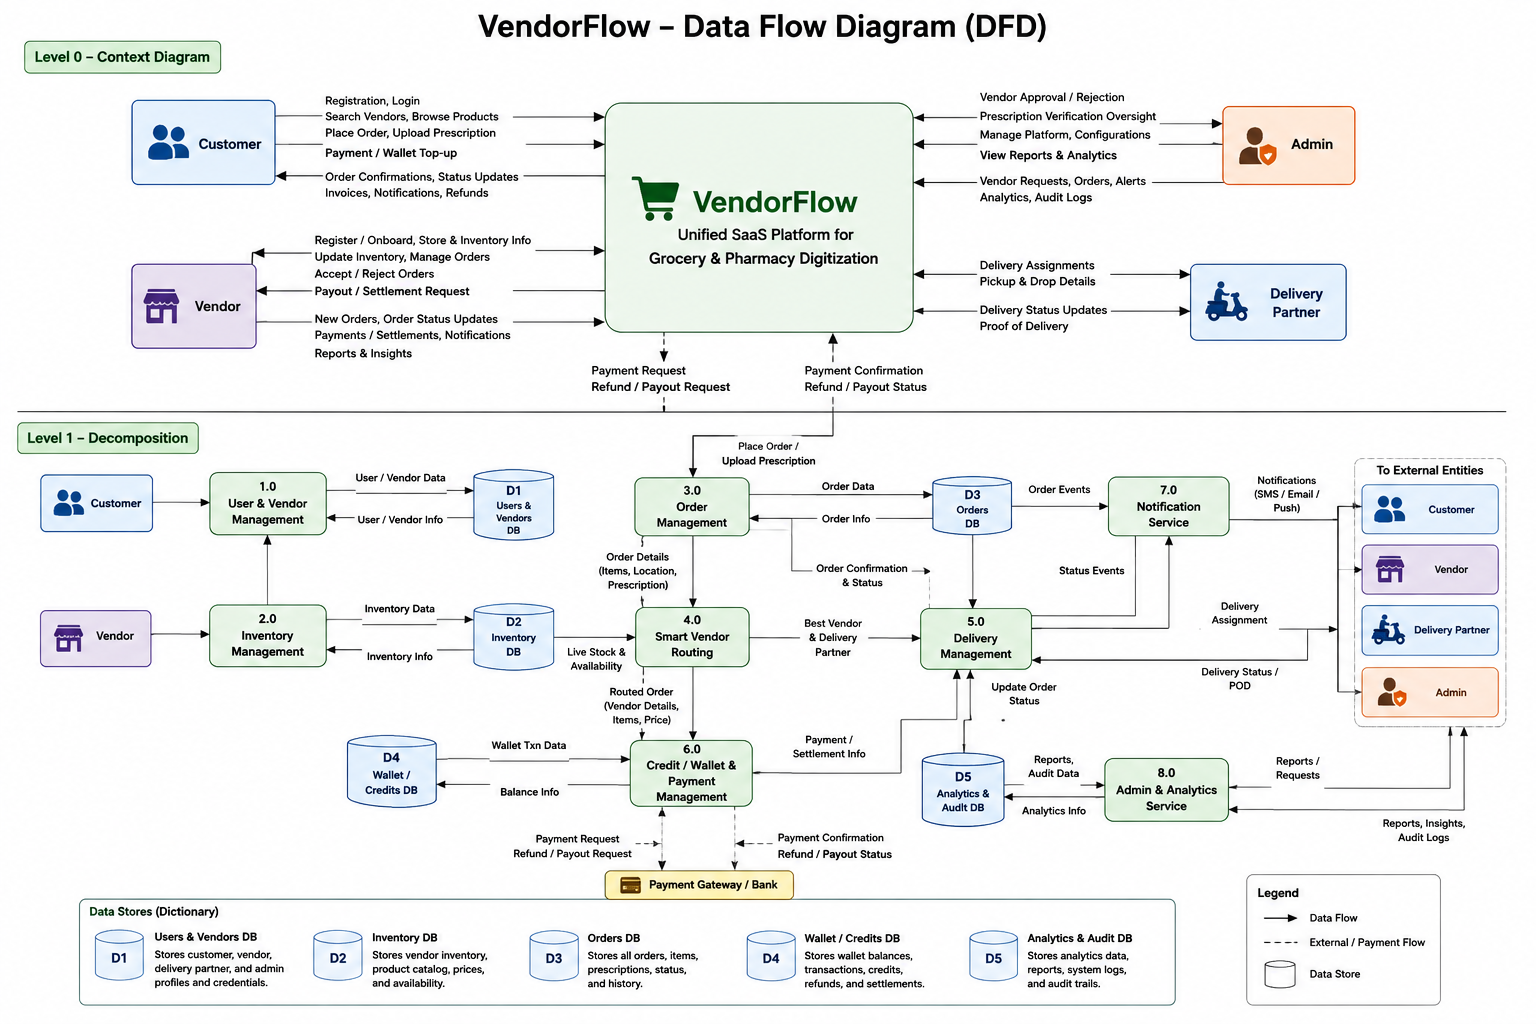 VendorFlow – Data Flow Diagram (DFD)
Level 0 – Context Diagram
Customer
Registration, Login
Search Vendors, Browse Products
Place Order, Upload Prescription
Payment / Wallet Top-up
Order Confirmations, Status Updates
Invoices, Notifications, Refunds
Vendor
Register / Onboard, Store & Inventory Info
Update Inventory, Manage Orders
Accept / Reject Orders
Payout / Settlement Request
New Orders, Order Status Updates
Payments / Settlements, Notifications
Reports & Insights
VendorFlow
Unified SaaS Platform for
Grocery & Pharmacy Digitization
Vendor Approval / Rejection
Prescription Verification Oversight
Manage Platform, Configurations
View Reports & Analytics
Vendor Requests, Orders, Alerts
Analytics, Audit Logs
Admin
Delivery Assignments
Pickup & Drop Details
Delivery Status Updates
Proof of Delivery
Delivery
Partner
Payment Request
Refund / Payout Request
Payment Confirmation
Refund / Payout Status
Level 1 – Decomposition
Customer
1.0
User & Vendor
Management
User / Vendor Data
User / Vendor Info
D1
Users &
Vendors
DB
Vendor
2.0
Inventory
Management
Inventory Data
Inventory Info
D2
Inventory
DB
Live Stock &
Availability
Place Order /
Upload Prescription
3.0
Order
Management
Order Data
Order Info
D3
Orders
DB
Order Events
7.0
Notification
Service
Notifications
(SMS / Email /
Push)
Order Details
(Items, Location,
Prescription)
Order Confirmation
& Status
Status Events
4.0
Smart Vendor
Routing
Best Vendor
& Delivery
Partner
5.0
Delivery
Management
Delivery
Assignment
Delivery Status /
POD
Update Order
Status
Routed Order
(Vendor Details,
Items, Price)
To External Entities
Customer
Vendor
Delivery Partner
Admin
D4
Wallet /
Credits DB
Wallet Txn Data
Balance Info
6.0
Credit / Wallet &
Payment
Management
Payment /
Settlement Info
D5
Analytics &
Audit DB
Reports,
Audit Data
Analytics Info
8.0
Admin & Analytics
Service
Reports /
Requests
Reports, Insights,
Audit Logs
Payment Request
Refund / Payout Request
Payment Confirmation
Refund / Payout Status
Payment Gateway / Bank
Data Stores (Dictionary)
D1
Users & Vendors DB
Stores customer, vendor,
delivery partner, and admin
profiles and credentials.
D2
Inventory DB
Stores vendor inventory,
product catalog, prices,
and availability.
D3
Orders DB
Stores all orders, items,
prescriptions, status,
and history.
D4
Wallet / Credits DB
Stores wallet balances,
transactions, credits,
refunds, and settlements.
D5
Analytics & Audit DB
Stores analytics data,
reports, system logs,
and audit trails.
Legend
Data Flow
External / Payment Flow
Data Store